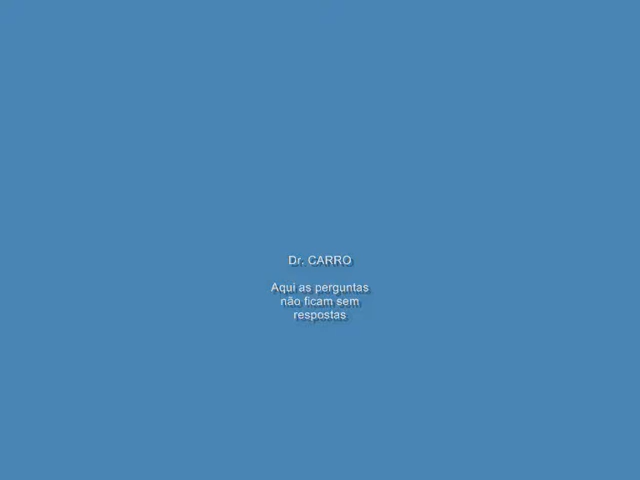 Dr. CARRO
Aqui as perguntas
não ficam sem
respostas